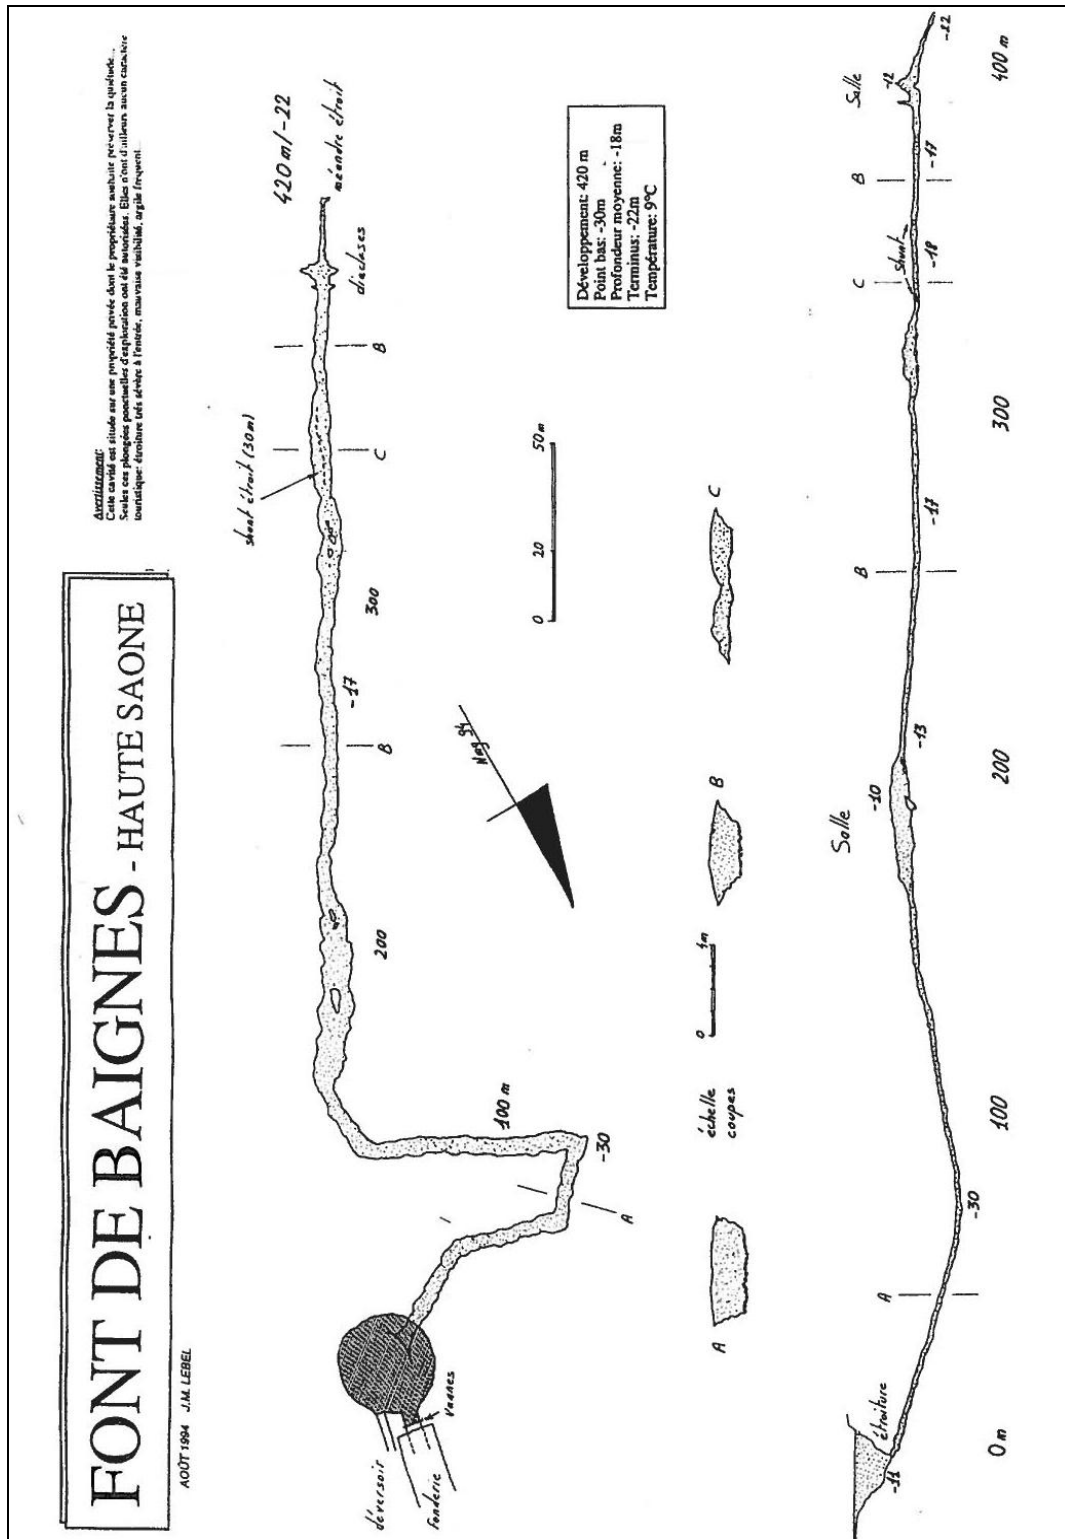 FONT DE BAIGNES - HAUTE SAONE
AOÛT 1994 J.M. LEBEL
Avertissement:
Cette cavité est située sur une propriété privée dont le propriétaire souhaite préserver la quiétude...
Seules ces plongées ponctuelles d'exploration ont été autorisées. Elles n'ont d'ailleurs aucun caractère
touristique: étroiture très sévère à l'entrée, mauvaise visibilité, argile fréquent...
420 m / -22
méandre étroit
diaclases
B
B
shunt étroit (30m)
C
300
-17
B
200
100 m
-30
A
déversoir
Fonderie
Vannes
Nmg 94
0 20 50 m
Développement: 420 m
Point bas: -30m
Profondeur moyenne: -18m
Terminus: -22m
Température: 9°C
A
échelle
coupes
0 4m
B
C
étroiture
-11
A
-30
Salle
-10
-13
B
-17
C
shunt
-18
B
-17
Salle
-12
-22
0 m
100
200
300
400 m